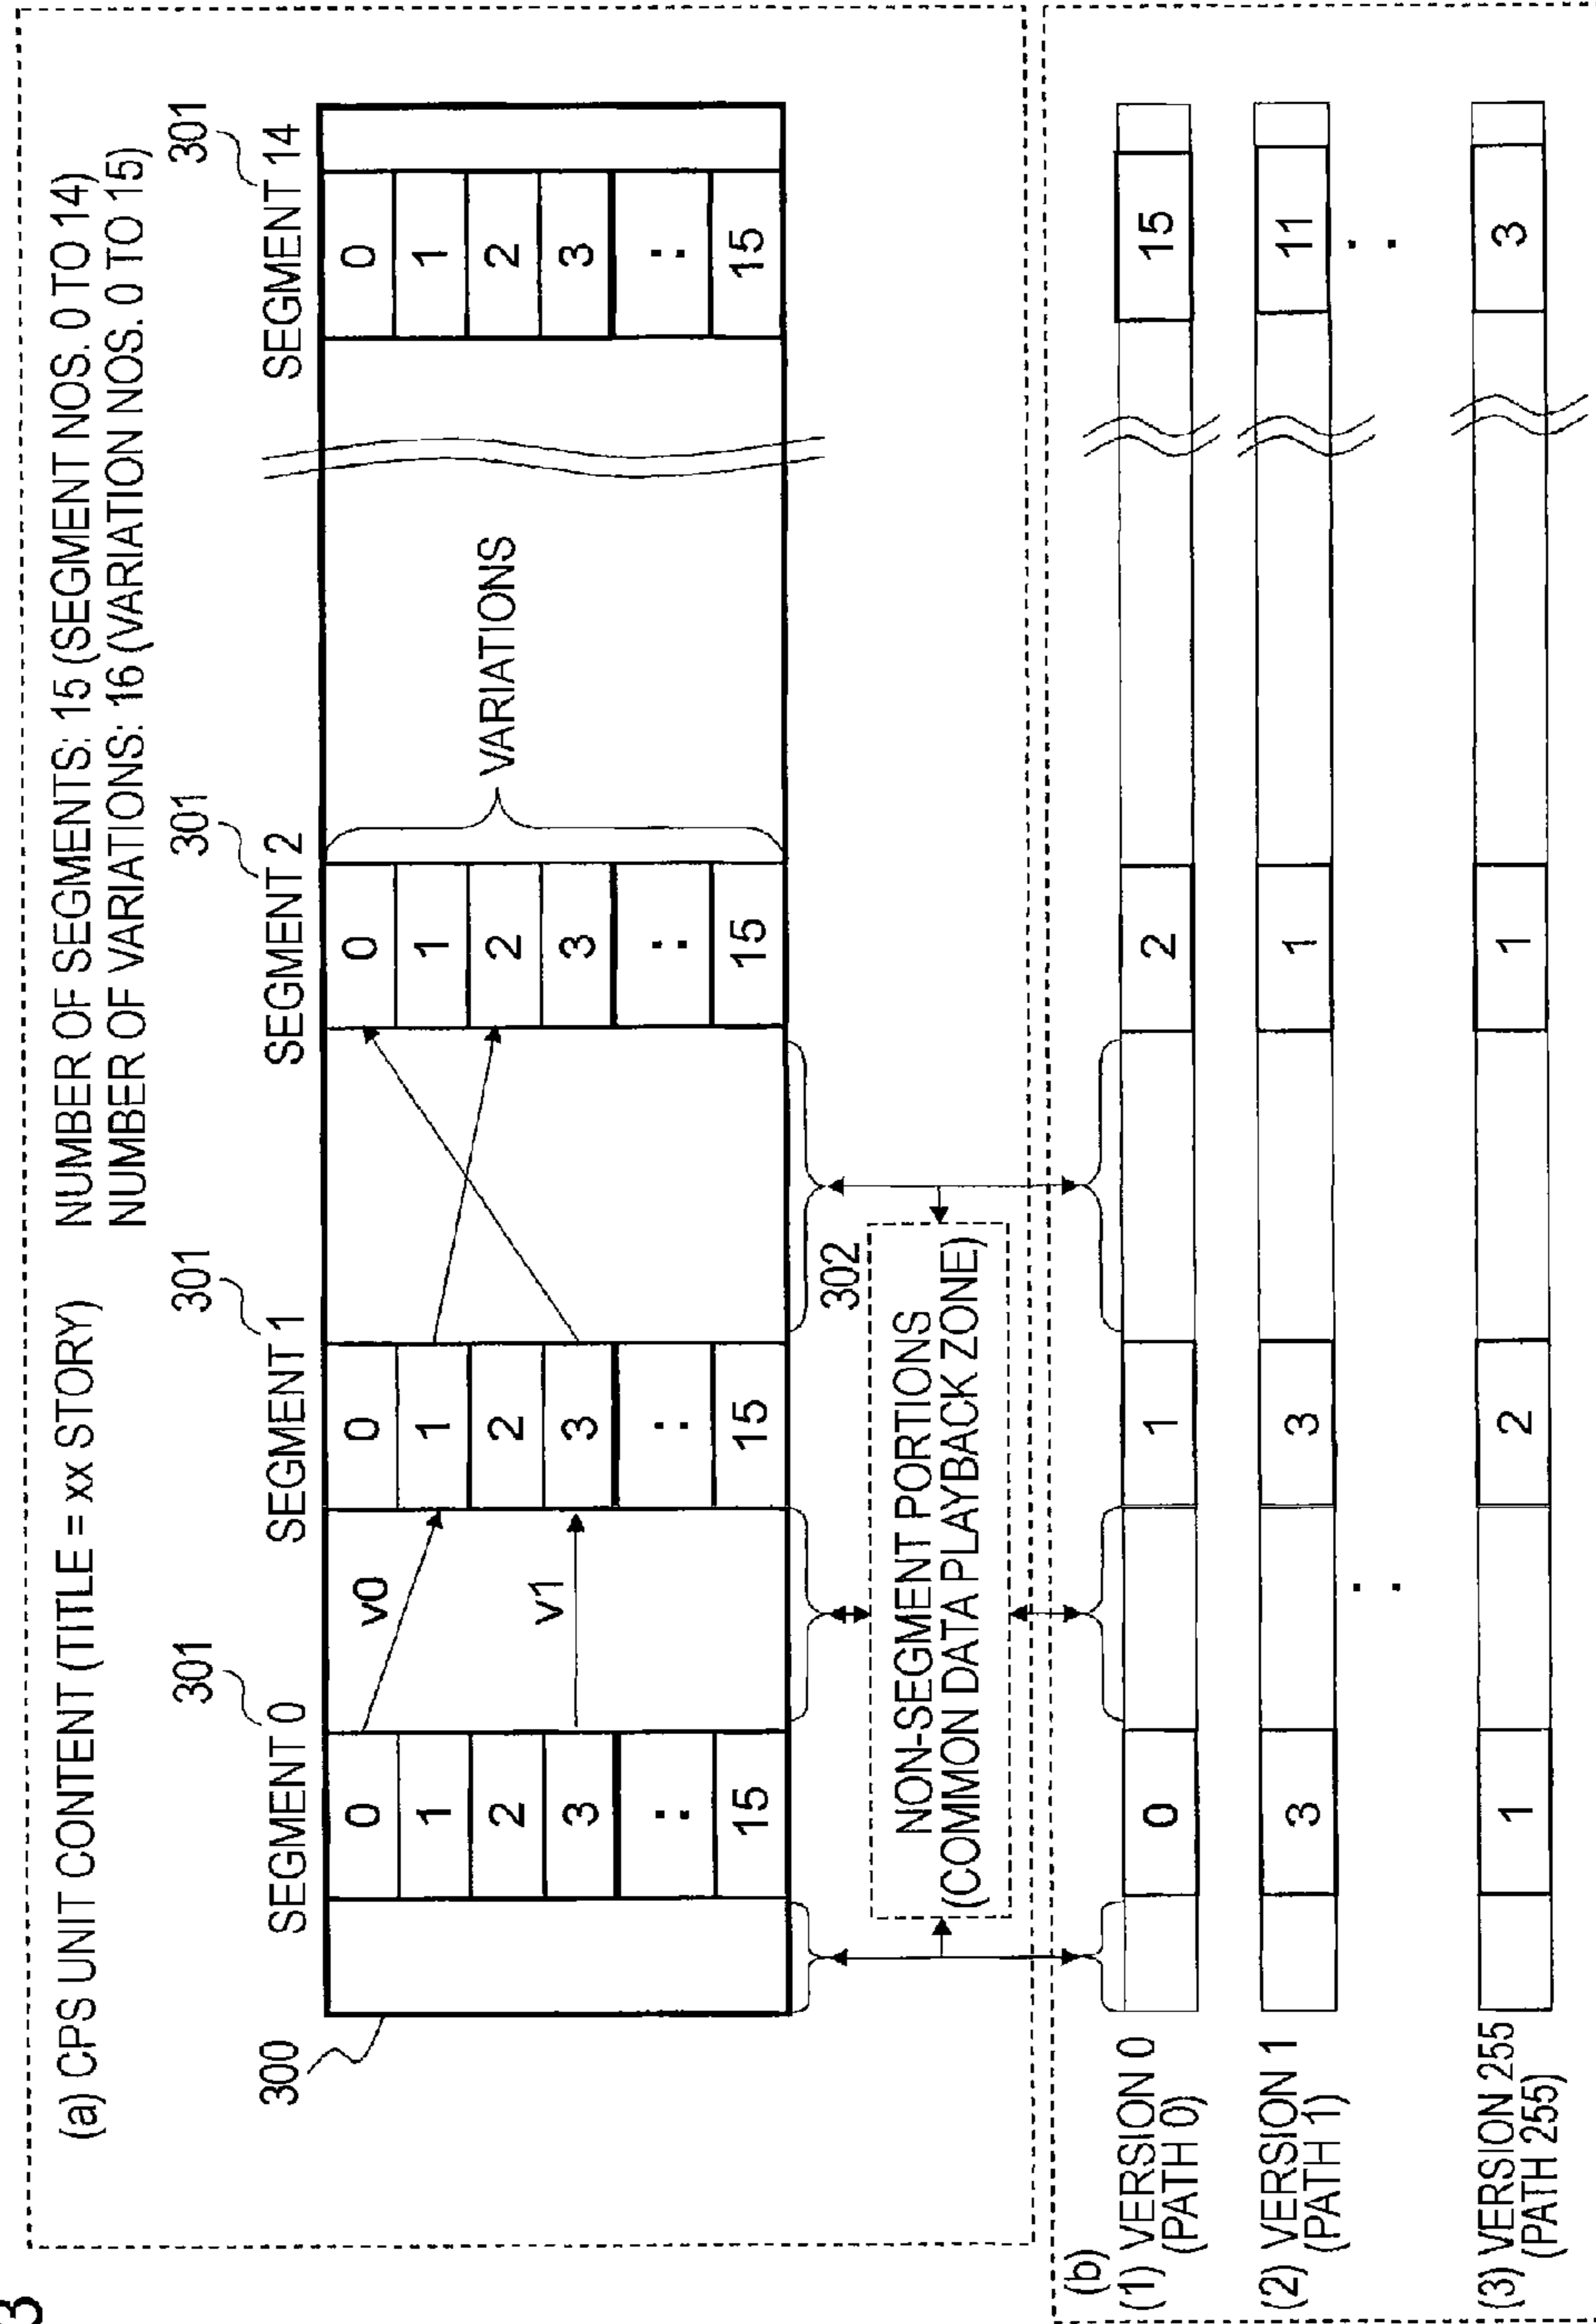 3
(a) CPS UNIT CONTENT (TITLE = xx STORY)
NUMBER OF SEGMENTS: 15 (SEGMENT NOS. 0 TO 14)
NUMBER OF VARIATIONS: 16 (VARIATION NOS. 0 TO 15)
301
301
301
301
SEGMENT 0
SEGMENT 1
SEGMENT 2
SEGMENT 14
300
0
1
2
3
:
15
v0
v1
0
1
2
3
:
15
0
1
2
3
:
15
VARIATIONS
0
1
2
3
:
15
302
NON-SEGMENT PORTIONS
(COMMON DATA PLAYBACK ZONE)
(b)
(1) VERSION 0
(PATH 0)
0
1
2
15
(2) VERSION 1
(PATH 1)
3
3
1
11
(3) VERSION 255
(PATH 255)
1
2
1
3